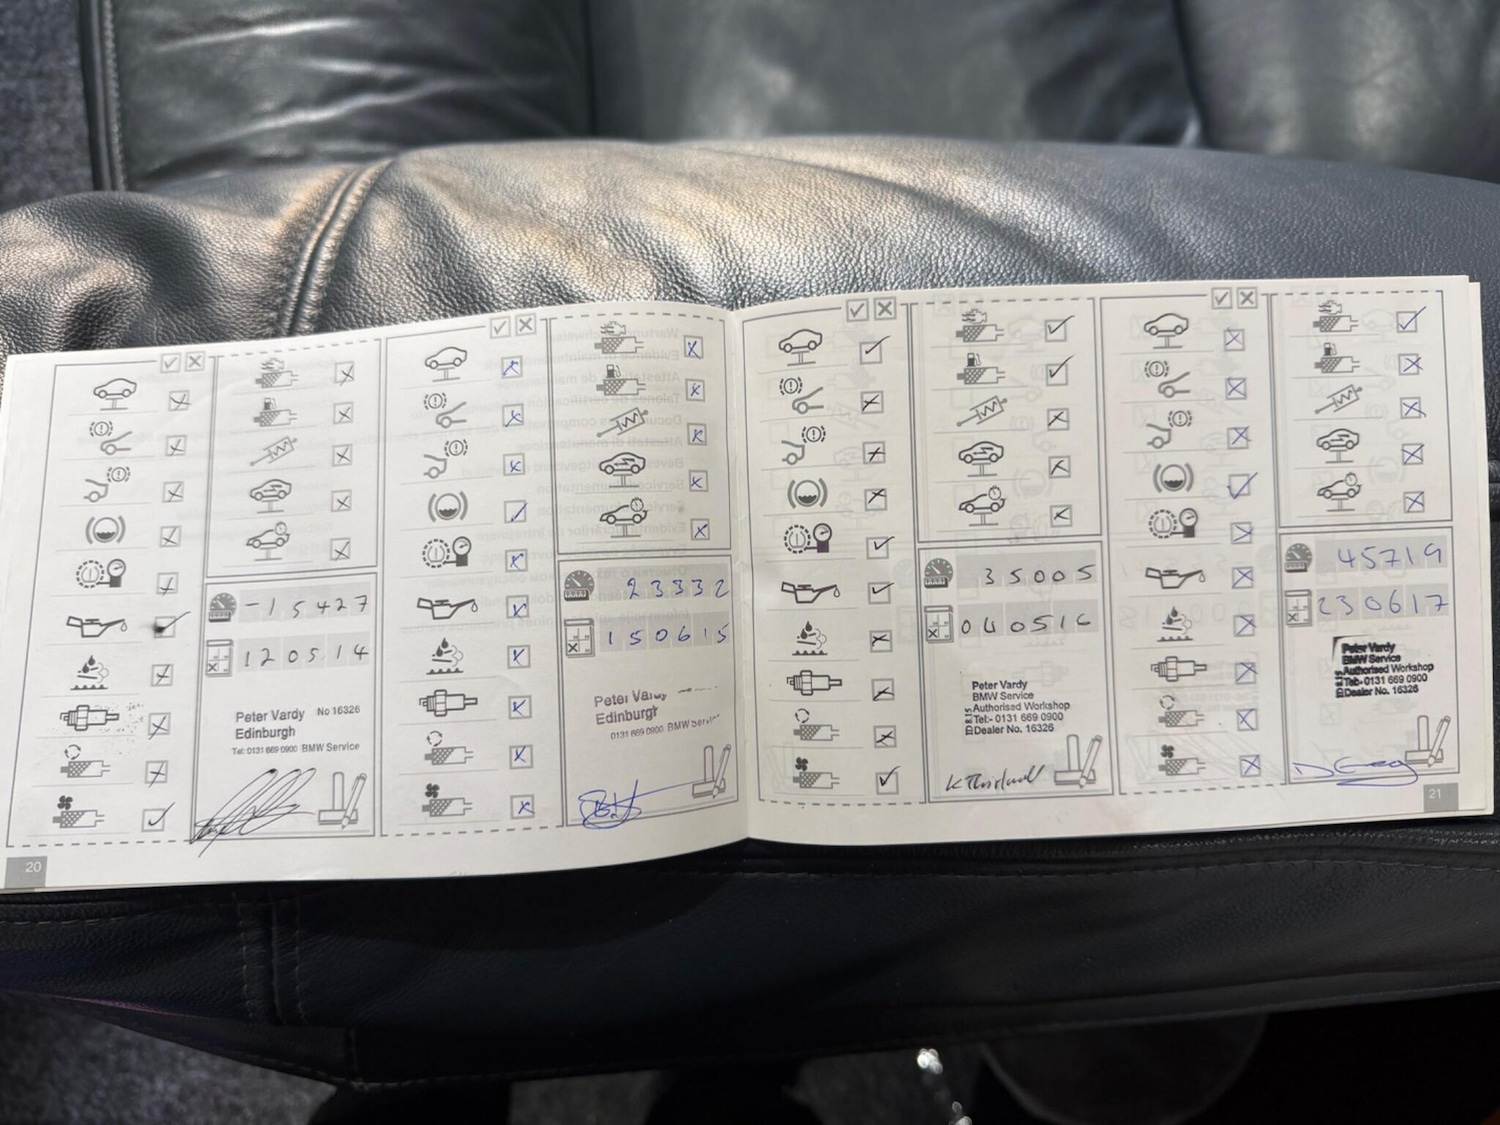 -15427
120514
Peter Vardy No 16326
Edinburgh
Tel: 0131 669 0900 BMW Service
20
23332
150615
Peter Vardy
Edinburgh
0131 669 0900 BMW Service
35005
040516
Peter Vardy
BMW Service
Authorised Workshop
Tel:- 0131 669 0900
Dealer No. 16326
K Thirlwall
45719
230617
Peter Vardy
BMW Service
Authorised Workshop
Tel:- 0131 669 0900
Dealer No. 16326
21